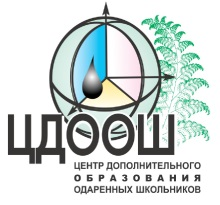 ЦДООШ
ЦЕНТР ДОПОЛНИТЕЛЬНОГО
ОБРАЗОВАНИЯ
ОДАРЕННЫХ ШКОЛЬНИКОВ